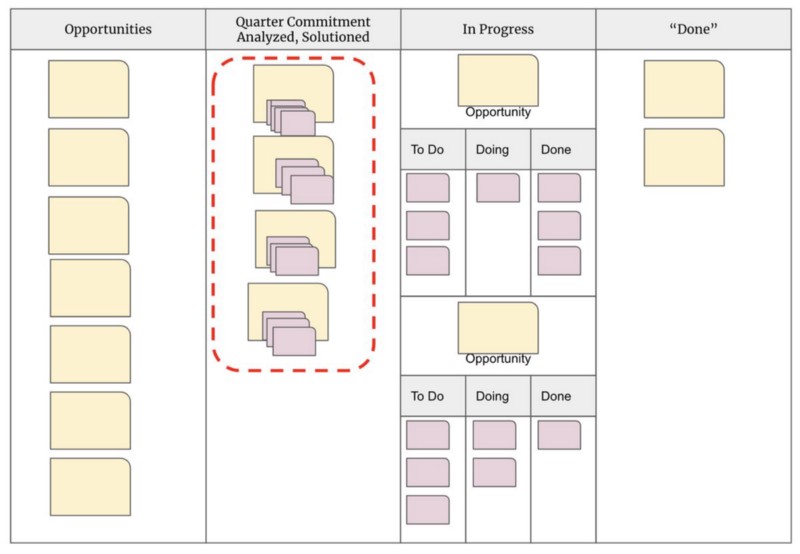 Opportunities
Quarter Commitment
Analyzed, Solutioned
In Progress
“Done”
Opportunity
To Do
Doing
Done
Opportunity
To Do
Doing
Done